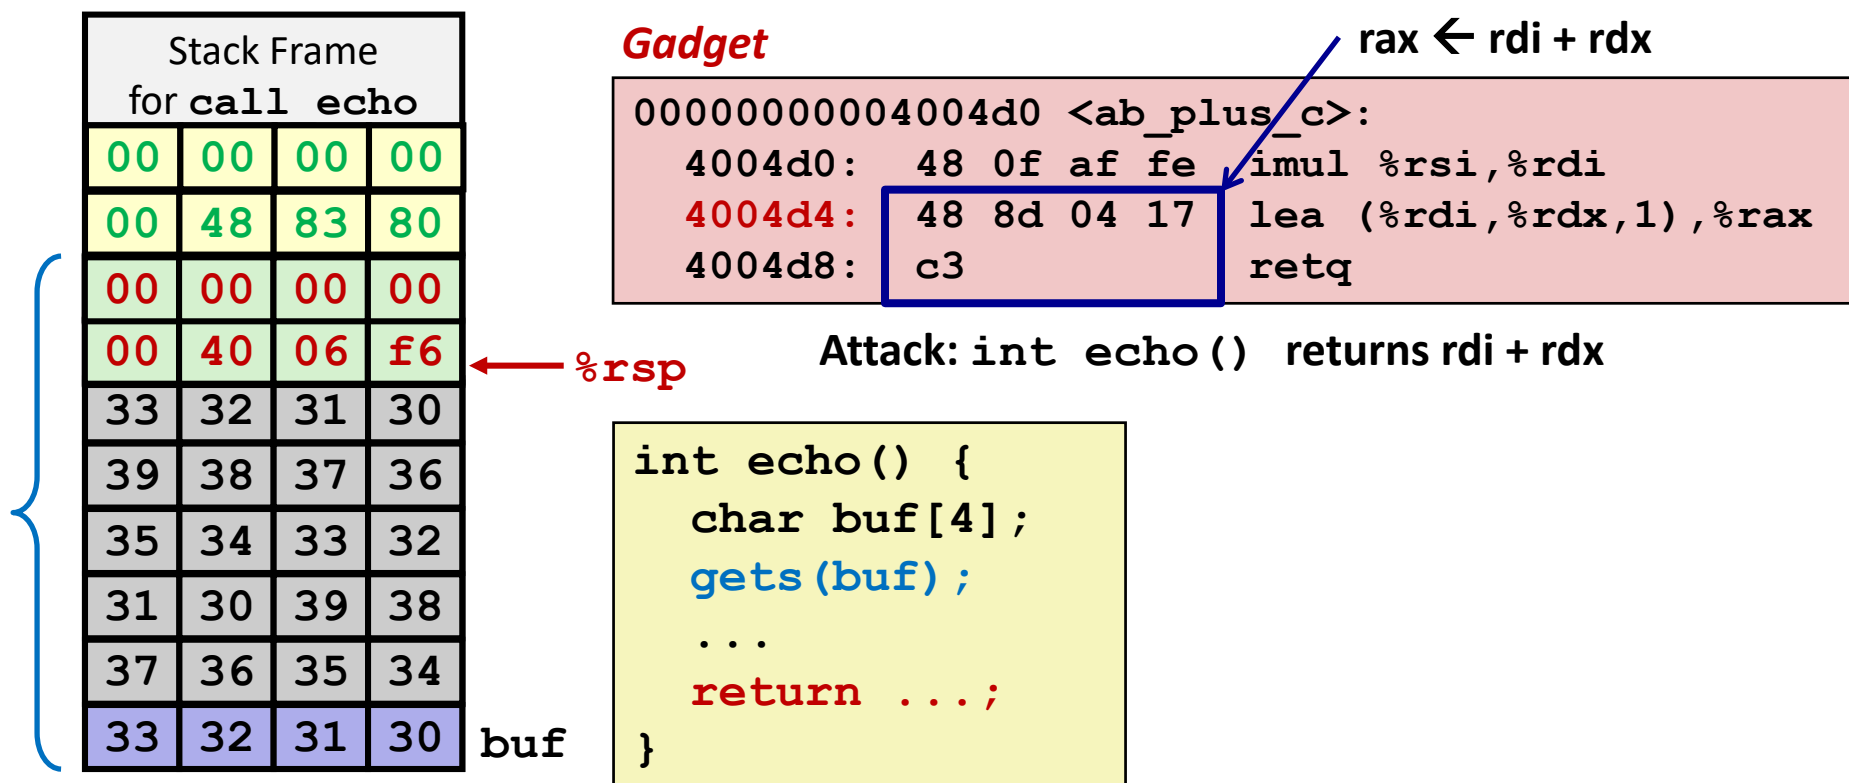 Stack Frame
for call echo
00 00 00 00
00 48 83 80
00 00 00 00
00 40 06 f6
%rsp
33 32 31 30
39 38 37 36
35 34 33 32
31 30 39 38
37 36 35 34
33 32 31 30
buf
Gadget
rax ← rdi + rdx
00000000004004d0 <ab_plus_c>:
4004d0: 48 0f af fe imul %rsi,%rdi
4004d4: 48 8d 04 17 lea (%rdi,%rdx,1),%rax
4004d8: c3 retq
Attack: int echo() returns rdi + rdx
int echo() {
char buf[4];
gets(buf);
...
return ...;
}